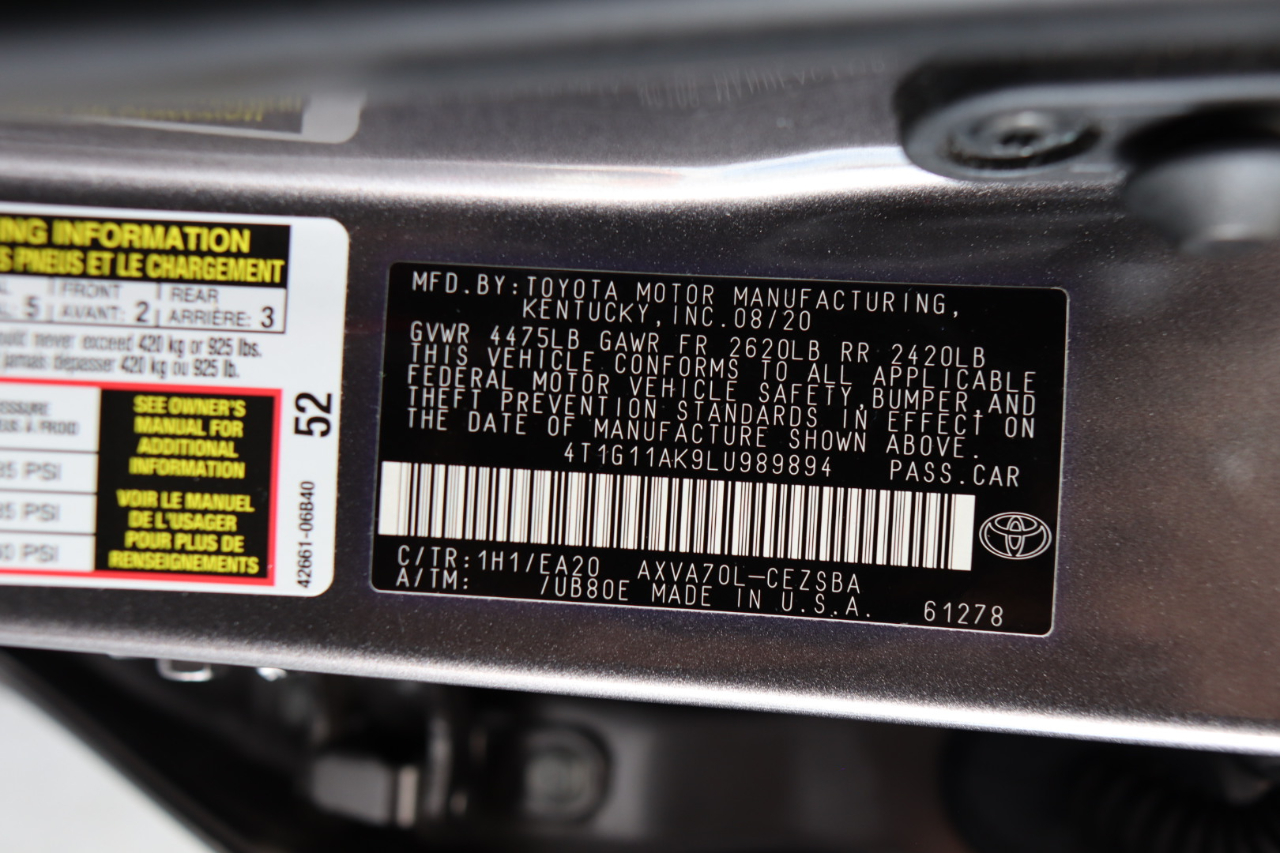 ING INFORMATION
S PNEUS ET LE CHARGEMENT
FRONT REAR
5 AVANT: 2 ARRIÈRE: 3
never exceed 420 kg or 925 lbs.
jamais dépasser 420 kg ou 925 lb.
SEE OWNER'S
MANUAL FOR
ADDITIONAL
INFORMATION
VOIR LE MANUEL
DE L'USAGER
POUR PLUS DE
RENSEIGNEMENTS
PSI
PSI
PSI
52
42661-06B40
MFD.BY:TOYOTA MOTOR MANUFACTURING,
KENTUCKY,INC.08/20
GVWR 4475LB GAWR FR 2620LB RR 2420LB
THIS VEHICLE CONFORMS TO ALL APPLICABLE
FEDERAL MOTOR VEHICLE SAFETY,BUMPER,AND
THEFT PREVENTION STANDARDS IN EFFECT ON
THE DATE OF MANUFACTURE SHOWN ABOVE.
4T1G11AK9LU989894 PASS.CAR
C/TR:1H1/EA20 AXVA70L-CEZSBA
A/TM: /UB80E MADE IN U.S.A. 61278